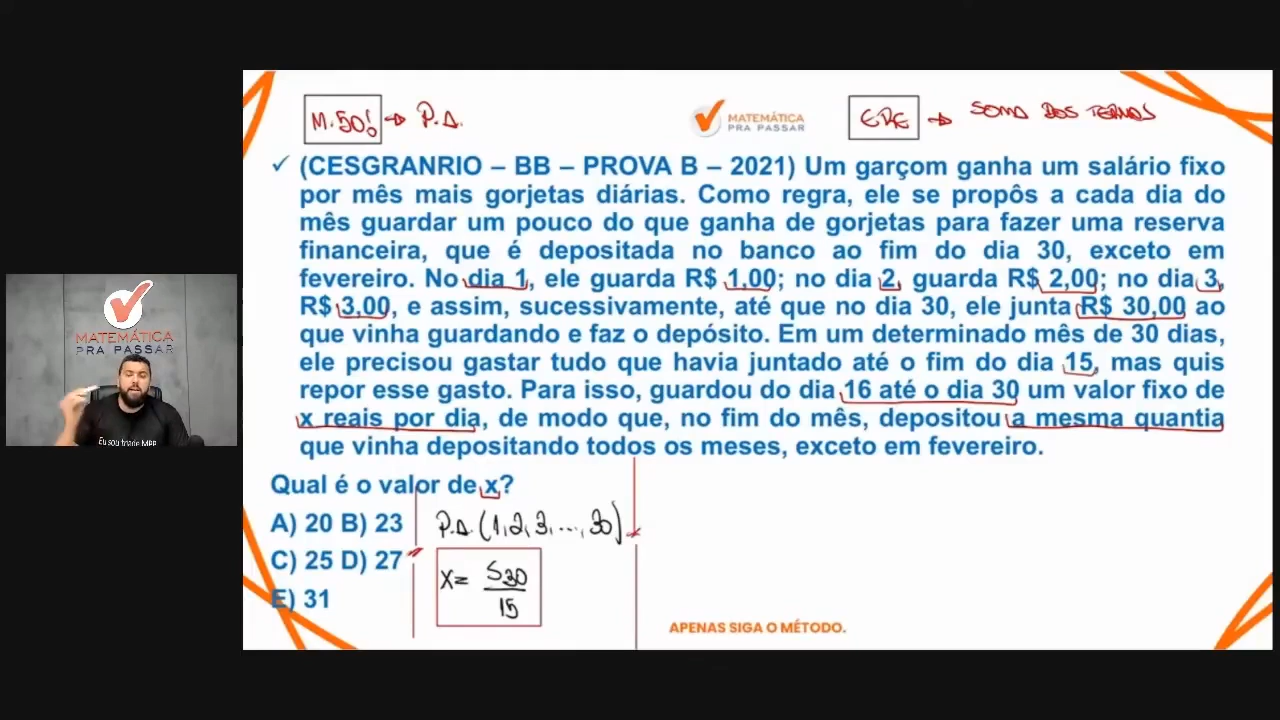 M.50! → P.A.
MATEMÁTICA
PRA PASSAR
→ SOMA DOS TERMOS
✓ (CESGRANRIO – BB – PROVA B – 2021) Um garçom ganha um salário fixo
por mês mais gorjetas diárias. Como regra, ele se propôs a cada dia do
mês guardar um pouco do que ganha de gorjetas para fazer uma reserva
financeira, que é depositada no banco ao fim do dia 30, exceto em
fevereiro. No dia 1, ele guarda R$ 1,00; no dia 2, guarda R$ 2,00; no dia 3,
R$ 3,00, e assim, sucessivamente, até que no dia 30, ele junta R$ 30,00 ao
que vinha guardando e faz o depósito. Em um determinado mês de 30 dias,
ele precisou gastar tudo que havia juntado até o fim do dia 15, mas quis
repor esse gasto. Para isso, guardou do dia 16 até o dia 30 um valor fixo de
x reais por dia, de modo que, no fim do mês, depositou a mesma quantia
que vinha depositando todos os meses, exceto em fevereiro.
Qual é o valor de x?
A) 20 B) 23
C) 25 D) 27
E) 31
P.A. (1, 2, 3, ..., 30)
X = S30
15
APENAS SIGA O MÉTODO.
MATEMÁTICA
PRA PASSAR
Eu sou trade MPP